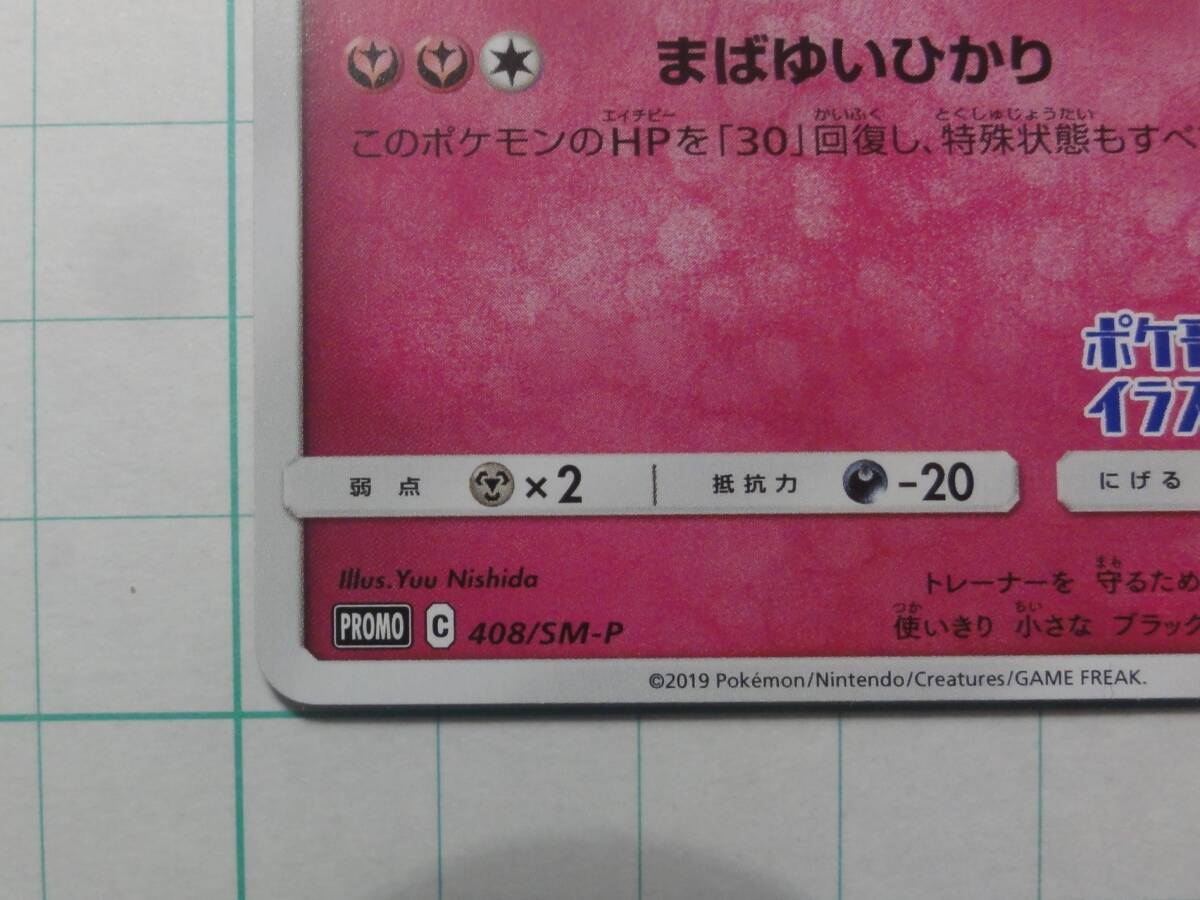 まばゆいひかり
エイチピー かいふく とくしゅじょうたい
このポケモンのHPを「30」回復し、特殊状態もすべ
ポケモ
イラス
弱点 ×2 抵抗力 -20 にげる
Illus.Yuu Nishida
PROMO C 408/SM-P
まも
トレーナーを 守るため
つか ちい
使いきり 小さな ブラック
©2019 Pokémon/Nintendo/Creatures/GAME FREAK.